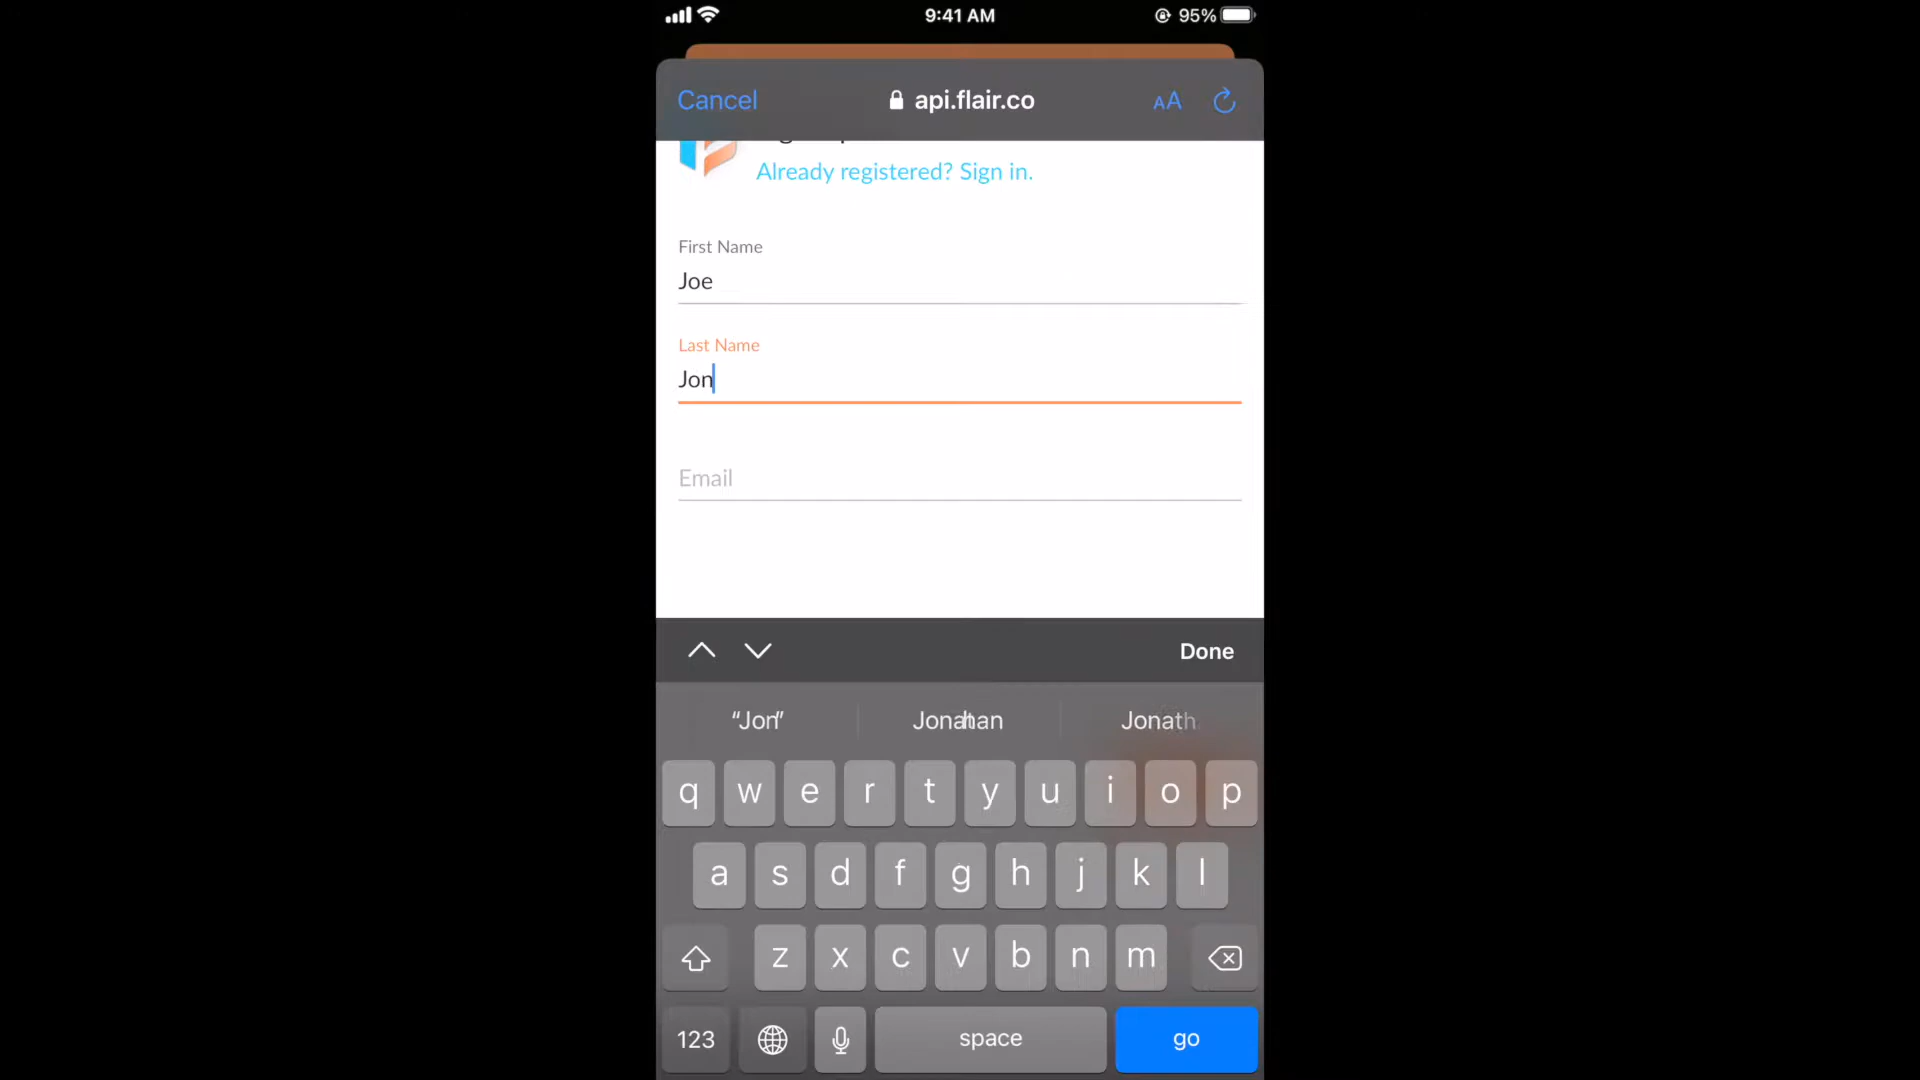 9:41 AM
95%
Cancel
api.flair.co
AA
Already registered? Sign in.
First Name
Joe
Last Name
Jon
Email
Done
“Jon” Jonathan Jonath
q w e r t y u i o p
a s d f g h j k l
z x c v b n m
123 space go